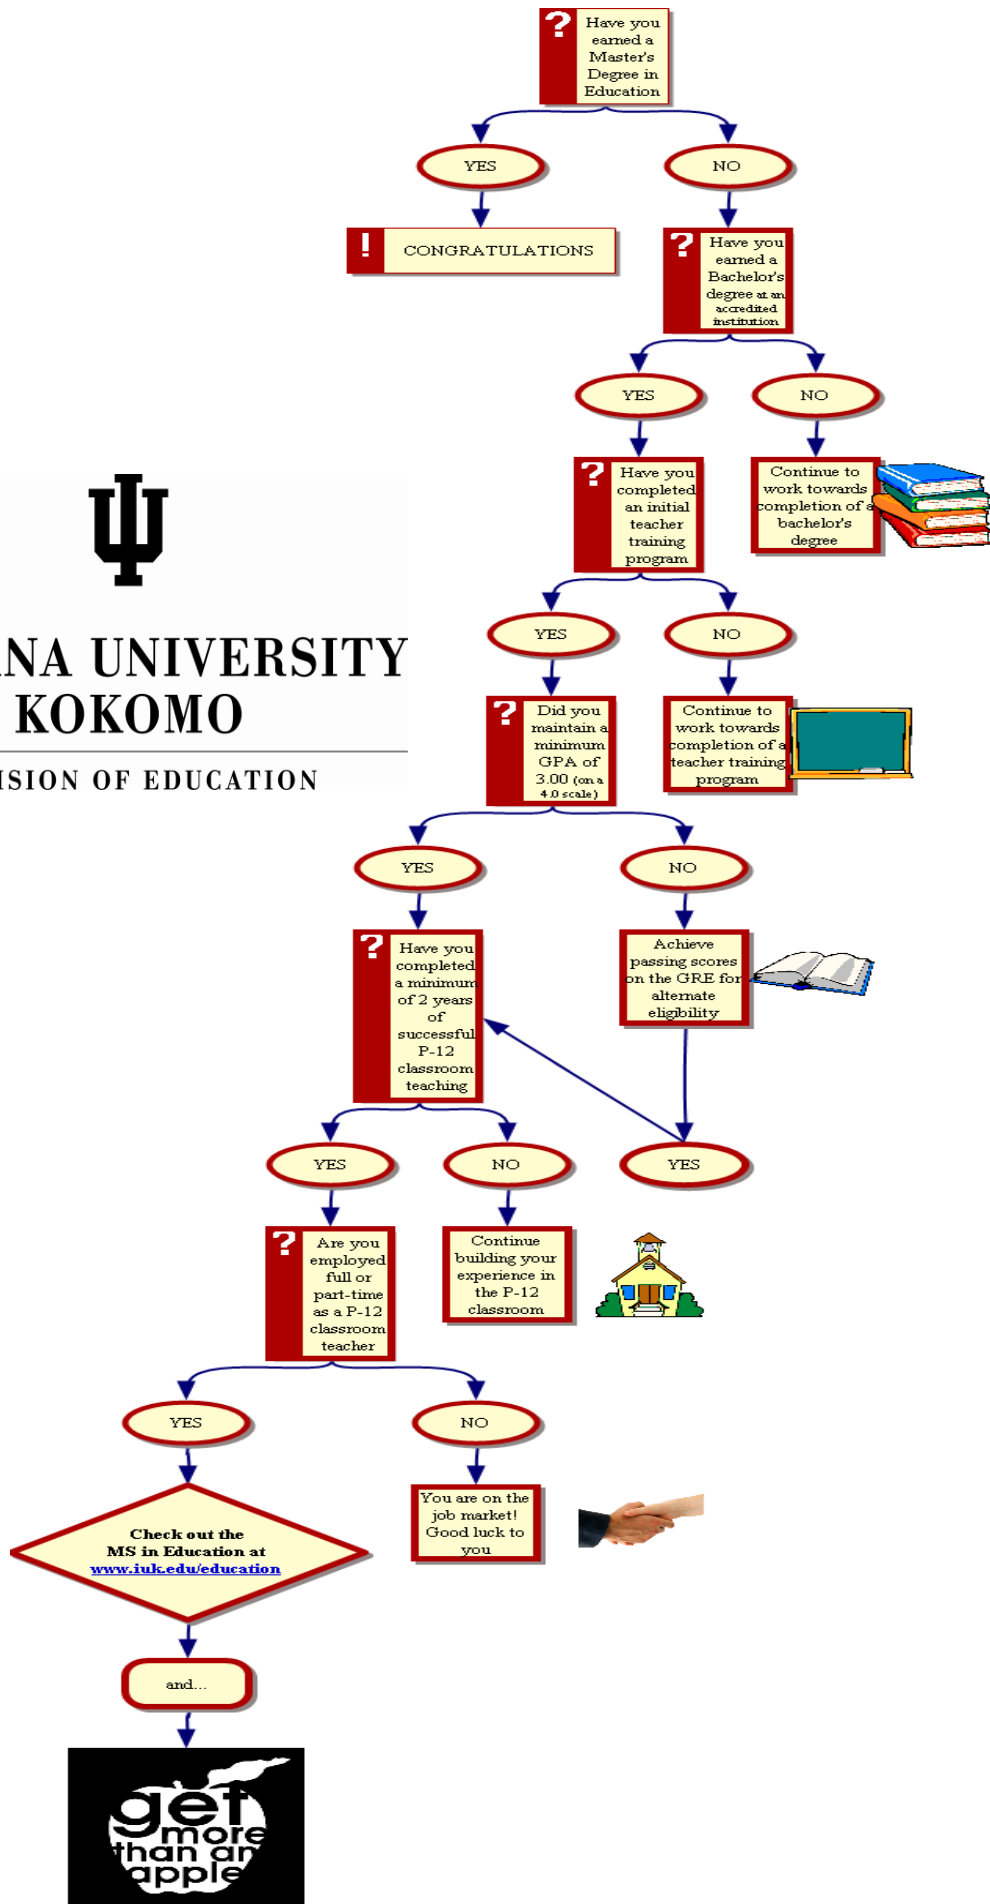 ?
Have you
earned a
Master's
Degree in
Education
YES
NO
!
CONGRATULATIONS
?
Have you
earned a
Bachelor's
degree at an
accredited
institution
YES
NO
?
Have you
completed
an initial
teacher
training
program
Continue to
work towards
completion of a
bachelor's
degree
NA UNIVERSITY
KOKOMO
ISION OF EDUCATION
YES
NO
?
Did you
maintain a
minimum
GPA of
3.00 (on a
4.0 scale)
Continue to
work towards
completion of a
teacher training
program
YES
NO
?
Have you
completed
a minimum
of 2 years
of
successful
P-12
classroom
teaching
Achieve
passing scores
on the GRE for
alternate
eligibility
YES
NO
YES
?
Are you
employed
full or
part-time
as a P-12
classroom
teacher
Continue
building your
experience in
the P-12
classroom
YES
NO
Check out the
MS in Education at
www.iuk.edu/education
You are on the
job market!
Good luck to
you
and...
get
more
than an
apple